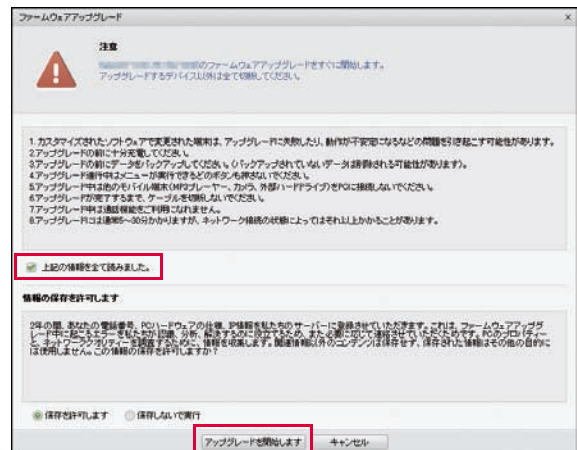 ファームウェアアップグレード
×
注意
のファームウェアアップグレードをすぐに開始します。
アップグレードするデバイス以外は全て切断してください。
1.カスタマイズされたソフトウェアで変更された端末は、アップグレードに失敗したり、動作が不安定になるなどの問題を引き起こす可能性があります。
2.アップグレードの前に十分充電してください。
3.アップグレードの前にデータをバックアップしてください。(バックアップされていないデータは削除される可能性があります)。
4.アップグレード進行中はメニューが実行できるどのボタンも押さないでください。
5.アップグレード中は他のモバイル端末(MP3プレーヤー、カメラ、外部ハードドライブ)をPCに接続しないでください。
6.アップグレードが完了するまで、ケーブルを切断しないでください。
7.アップグレード中は通話機能をご利用になれません。
8.アップグレードには通常5~30分かかりますが、ネットワーク接続の状態によってはそれ以上かかることがあります。
上記の情報を全て読みました。
情報の保存を許可します
2年の間、あなたの電話番号、PCハードウェアの仕様、IP情報を私たちのサーバーに登録させていただきます。これは、ファームウェアアップグ
レード中に起こるエラーを私たちが認識、分析、解決するのに役立てるため、また必要に応じて連絡させていただくためです。PCのプロパティー
と、ネットワーククオリティーを調査するために、情報を収集します。関連情報以外のコンテンツは保存せず、保存された情報はその他の目的に
は使用しません。この情報の保存を許可しますか?
保存を許可します
保存しないで実行
アップグレードを開始します
キャンセル